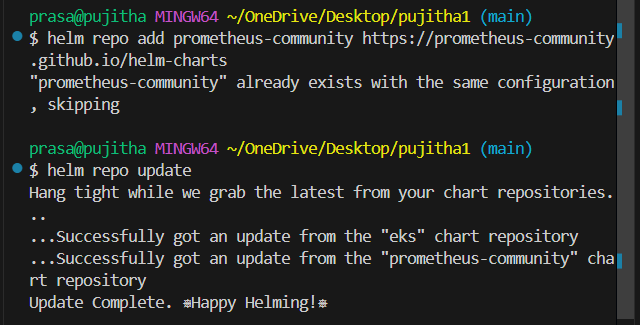 prasa@pujitha MINGW64 ~/OneDrive/Desktop/pujitha1 (main)
$ helm repo add prometheus-community https://prometheus-community
.github.io/helm-charts
"prometheus-community" already exists with the same configuration
, skipping
prasa@pujitha MINGW64 ~/OneDrive/Desktop/pujitha1 (main)
$ helm repo update
Hang tight while we grab the latest from your chart repositories.
..
...Successfully got an update from the "eks" chart repository
...Successfully got an update from the "prometheus-community" cha
rt repository
Update Complete. ⎈Happy Helming!⎈